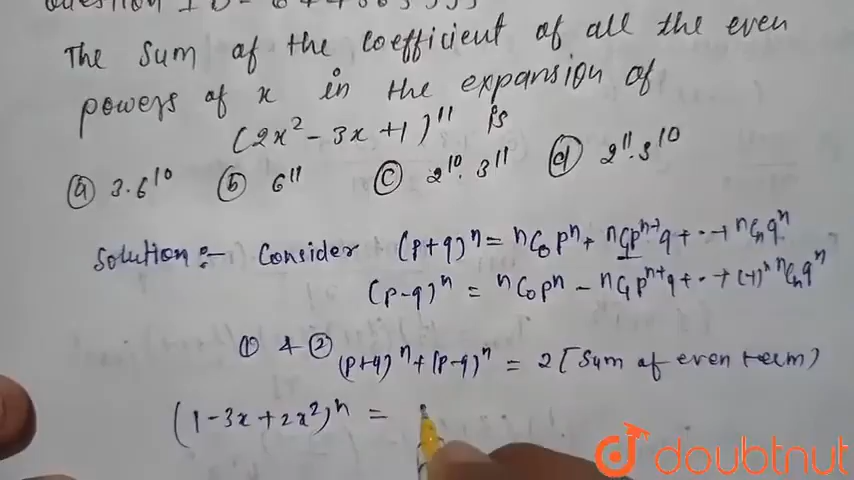 The sum of the coefficient of all the even
powers of x in the expansion of
(2x² - 3x + 1)¹¹ is
(a) 3.6¹⁰ (b) 6¹¹ (c) 2¹⁰. 3¹¹ (d) 2¹¹. 3¹⁰
Solution:- Consider (p+q)ⁿ = ⁿC₀ pⁿ + ⁿC₁pⁿ⁻¹q + ..+ ⁿCₙqⁿ
(p-q)ⁿ = ⁿC₀pⁿ - ⁿC₁pⁿ⁺q + ..+ (-1)ⁿ ⁿCₙqⁿ
① & ② (p+q)ⁿ + (p-q)ⁿ = 2 [Sum of even term)
(1 - 3x + 2x²)ⁿ =
doubtnut